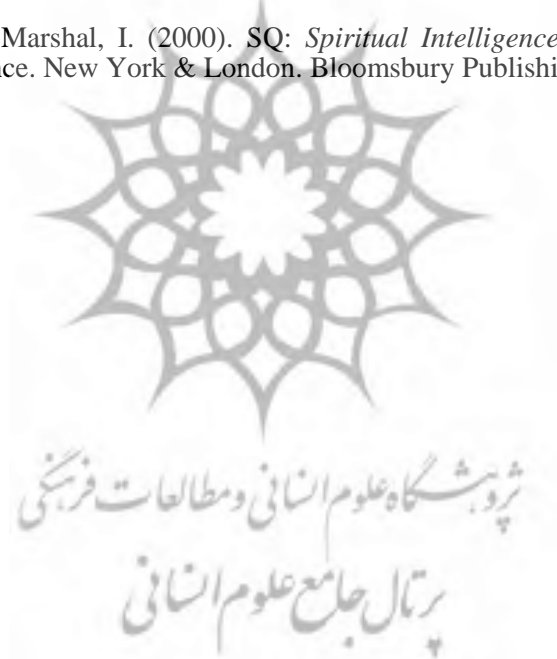 Marshal, I. (2000). SQ: Spiritual Intelligence
ce. New York & London. Bloomsbury Publishi
پژوهشگاه علوم انسانی و مطالعات فرهنگی
پرتال جامع علوم انسانی